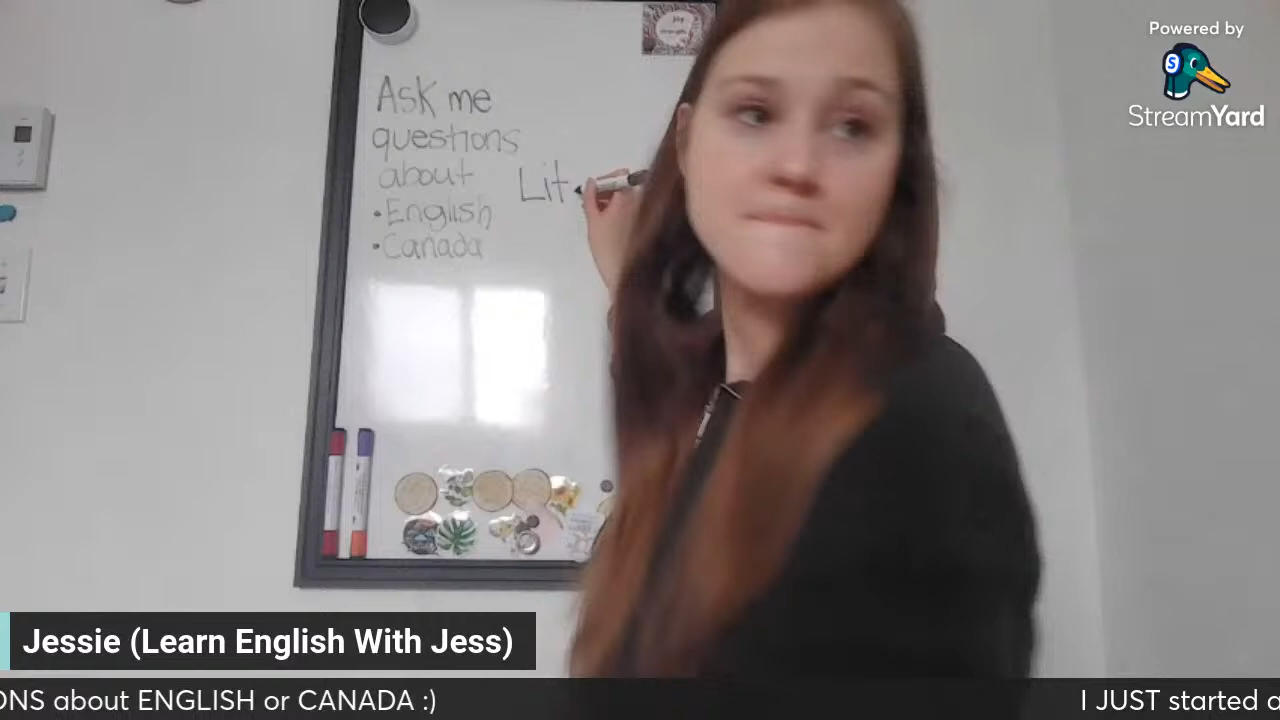 Powered by
StreamYard
Ask me
questions
about
• English
• Canada
Lit
Jessie (Learn English With Jess)
ONS about ENGLISH or CANADA :)
I JUST started